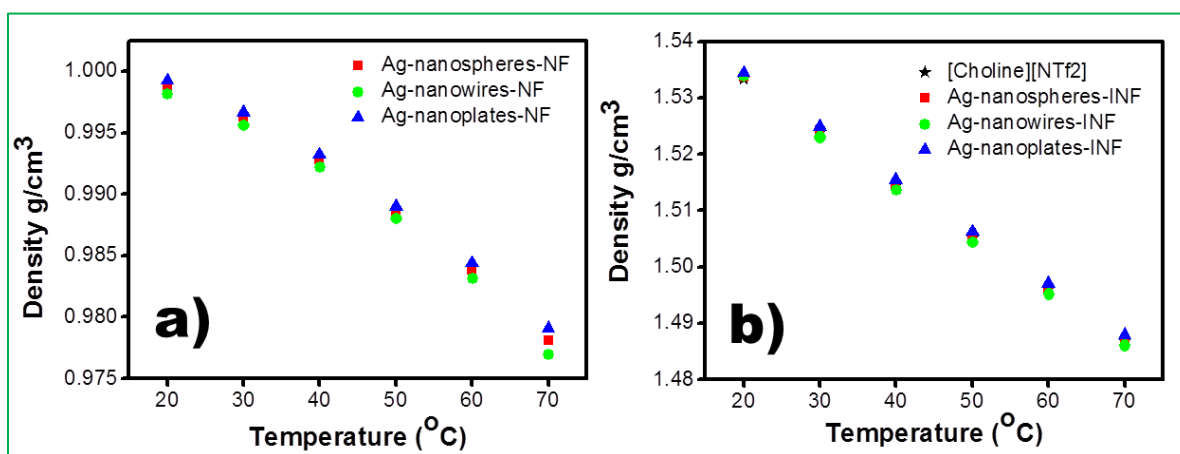 Density g/cm3
1.000
0.995
0.990
0.985
0.980
0.975
Ag-nanospheres-NF
Ag-nanowires-NF
Ag-nanoplates-NF
a)
20 30 40 50 60 70
Temperature (OC)
Density g/cm3
1.54
1.53
1.52
1.51
1.50
1.49
1.48
[Choline][NTf2]
Ag-nanospheres-INF
Ag-nanowires-INF
Ag-nanoplates-INF
b)
20 30 40 50 60 70
Temperature (OC)